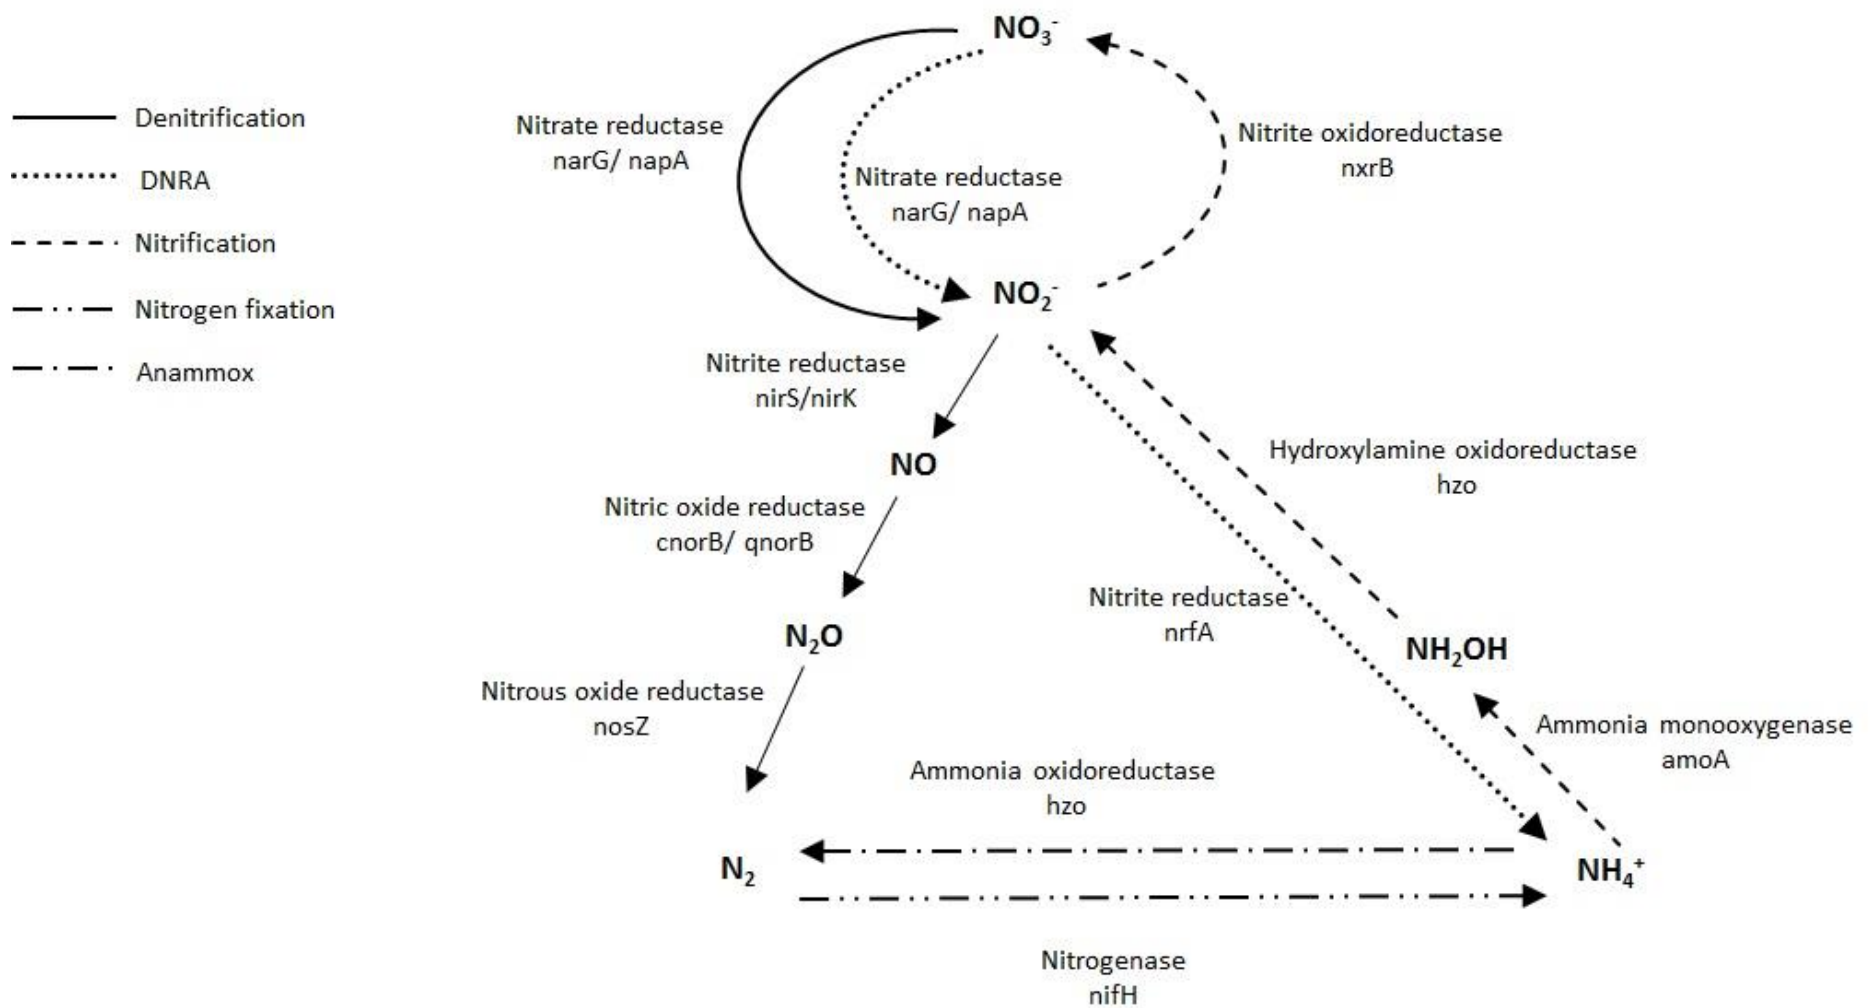 NO₃⁻
Denitrification
DNRA
Nitrification
Nitrogen fixation
Anammox
Nitrate reductase
narG/ napA
Nitrate reductase
narG/ napA
Nitrite oxidoreductase
nxrB
NO₂⁻
Nitrite reductase
nirS/nirK
NO
Nitric oxide reductase
cnorB/ qnorB
Hydroxylamine oxidoreductase
hzo
Nitrite reductase
nrfA
N₂O
NH₂OH
Nitrous oxide reductase
nosZ
Ammonia monooxygenase
amoA
Ammonia oxidoreductase
hzo
N₂
NH₄⁺
Nitrogenase
nifH